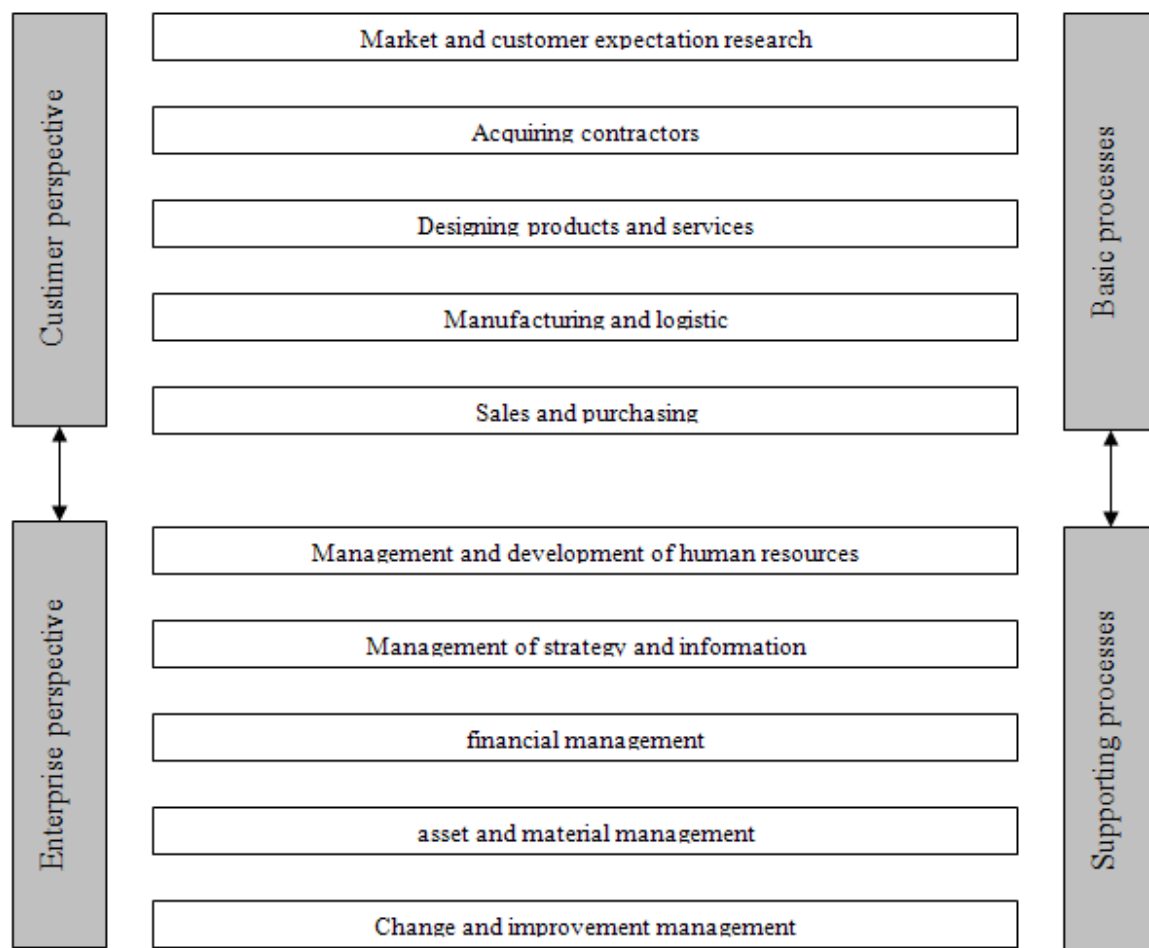 Custimer perspective
Market and customer expectation research
Acquiring contractors
Designing products and services
Manufacturing and logistic
Sales and purchasing
Basic processes
Enterprise perspective
Management and development of human resources
Management of strategy and information
financial management
asset and material management
Change and improvement management
Supporting processes